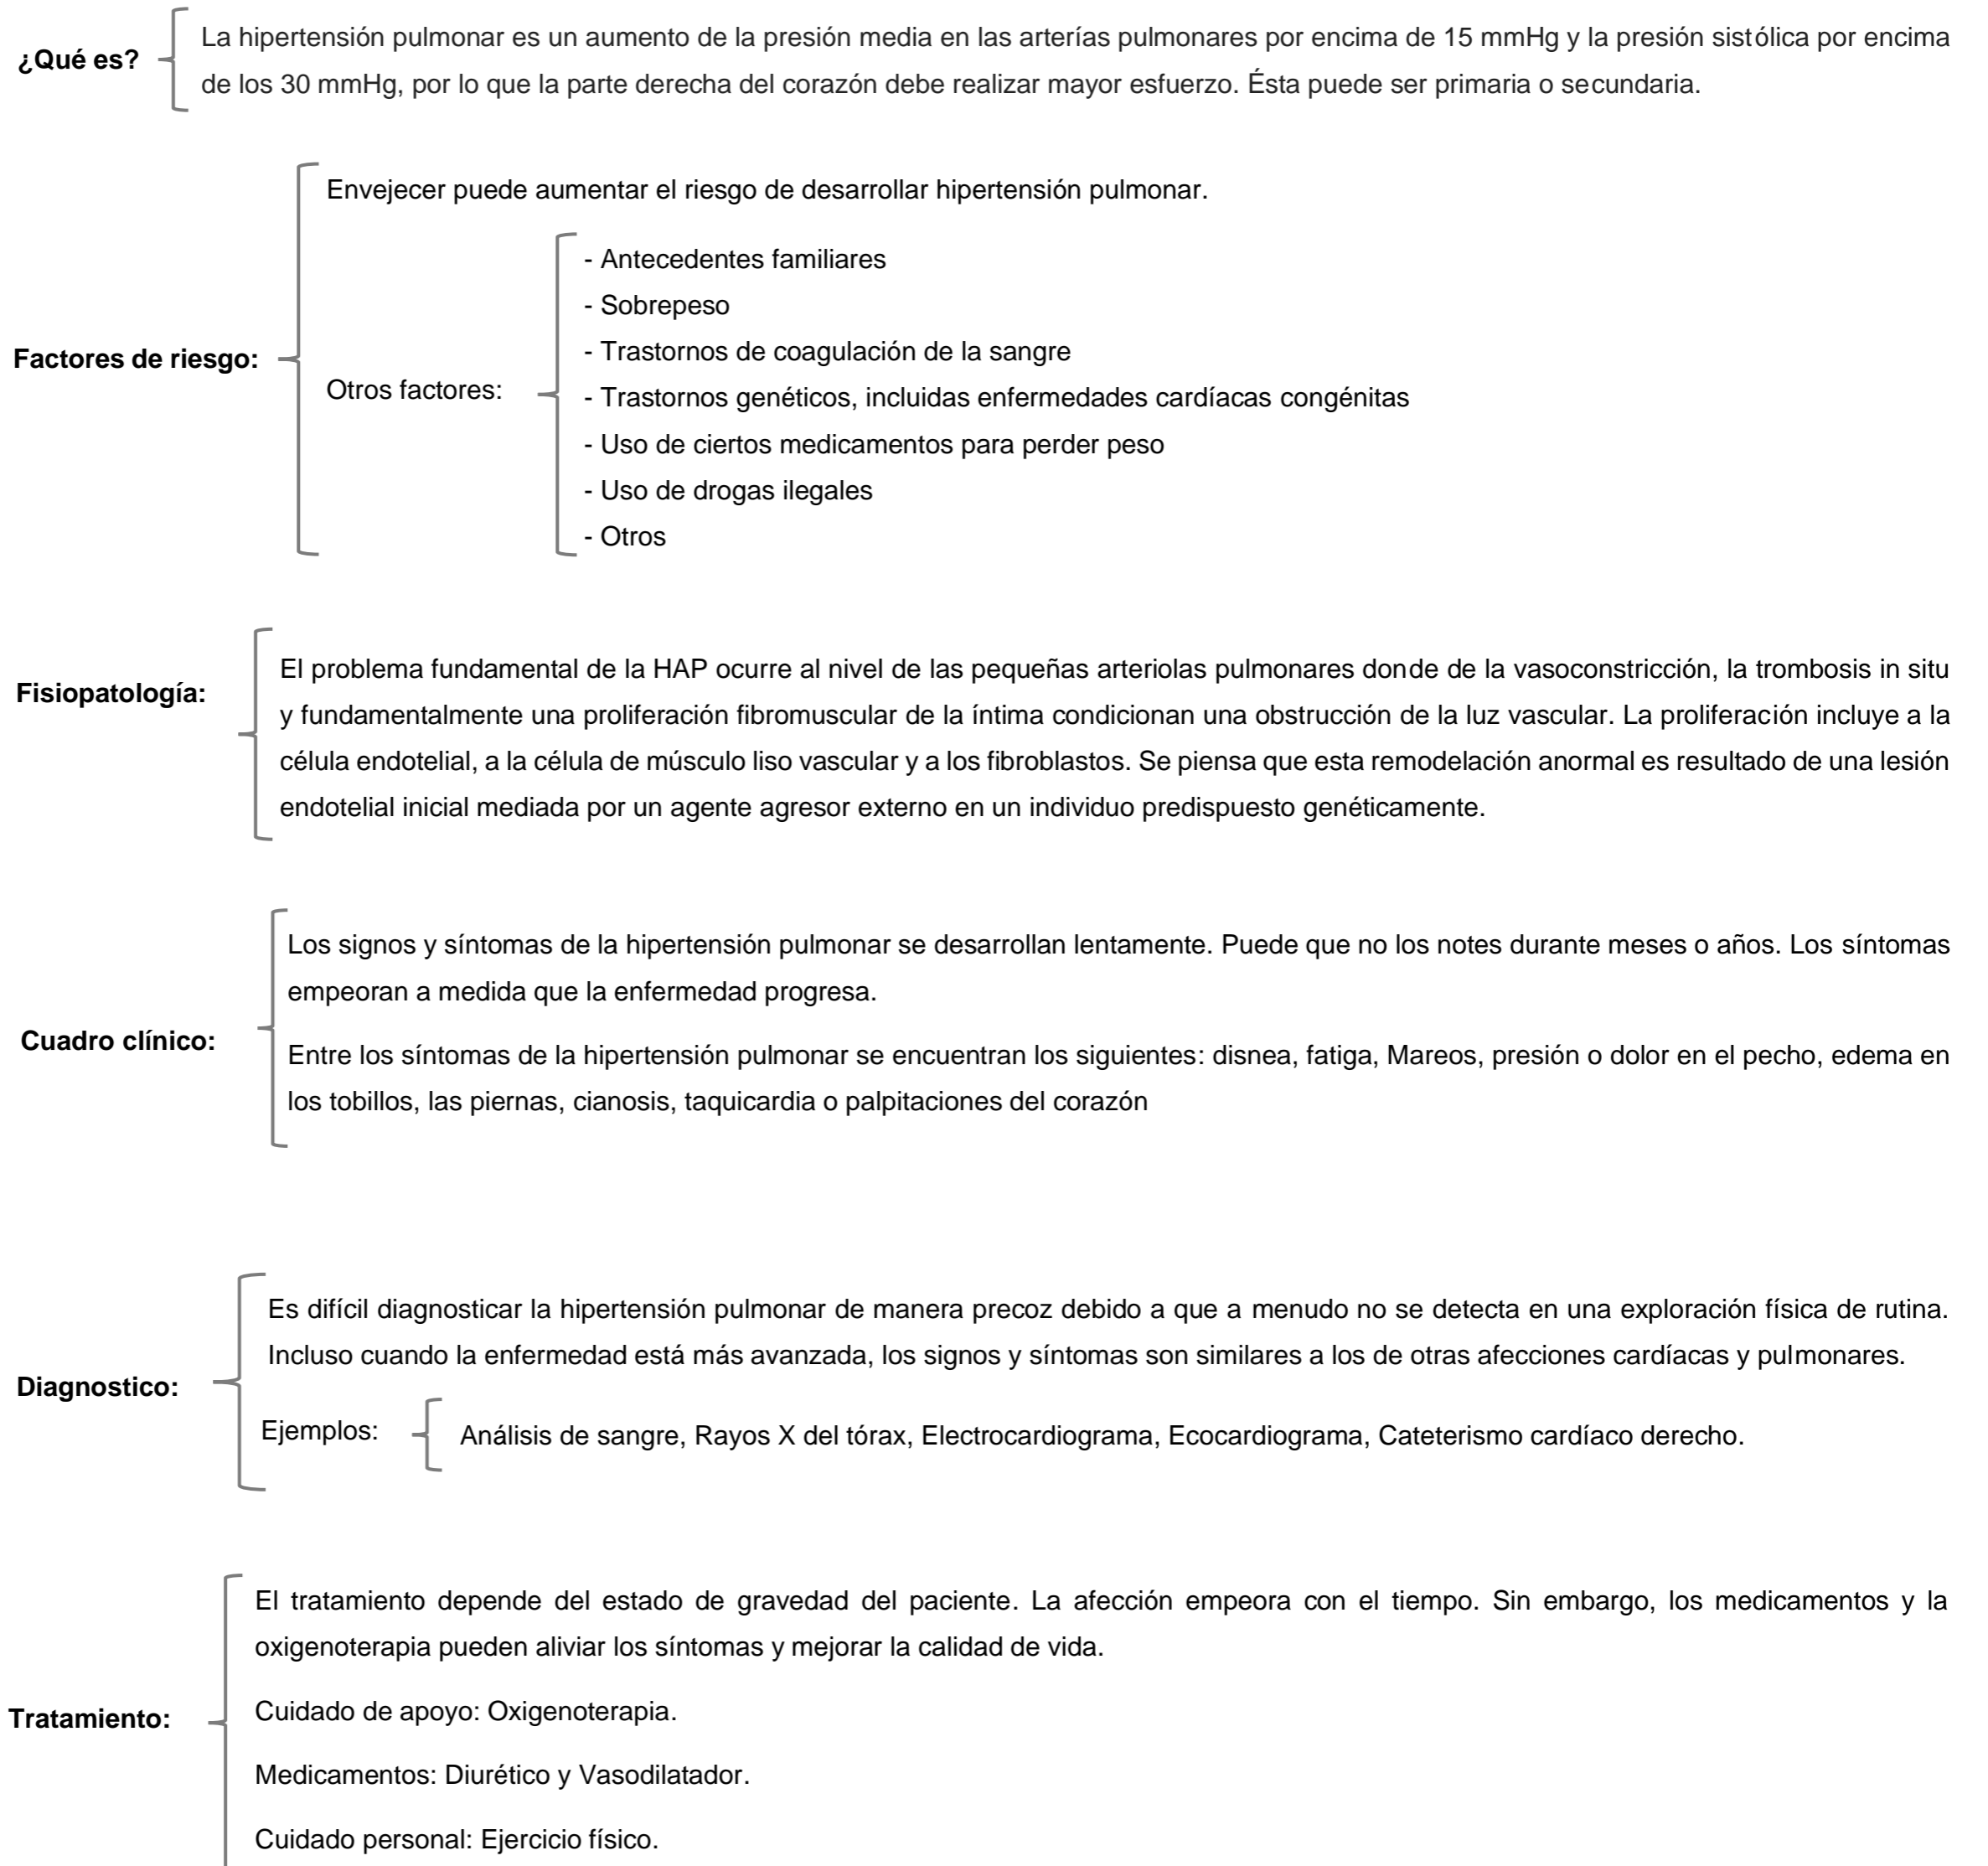 ¿Qué es?
La hipertensión pulmonar es un aumento de la presión media en las arterías pulmonares por encima de 15 mmHg y la presión sistólica por encima
de los 30 mmHg, por lo que la parte derecha del corazón debe realizar mayor esfuerzo. Ésta puede ser primaria o secundaria.
Factores de riesgo:
Envejecer puede aumentar el riesgo de desarrollar hipertensión pulmonar.
Otros factores:
- Antecedentes familiares
- Sobrepeso
- Trastornos de coagulación de la sangre
- Trastornos genéticos, incluidas enfermedades cardíacas congénitas
- Uso de ciertos medicamentos para perder peso
- Uso de drogas ilegales
- Otros
Fisiopatología:
El problema fundamental de la HAP ocurre al nivel de las pequeñas arteriolas pulmonares donde de la vasoconstricción, la trombosis in situ
y fundamentalmente una proliferación fibromuscular de la íntima condicionan una obstrucción de la luz vascular. La proliferación incluye a la
célula endotelial, a la célula de músculo liso vascular y a los fibroblastos. Se piensa que esta remodelación anormal es resultado de una lesión
endotelial inicial mediada por un agente agresor externo en un individuo predispuesto genéticamente.
Cuadro clínico:
Los signos y síntomas de la hipertensión pulmonar se desarrollan lentamente. Puede que no los notes durante meses o años. Los síntomas
empeoran a medida que la enfermedad progresa.
Entre los síntomas de la hipertensión pulmonar se encuentran los siguientes: disnea, fatiga, Mareos, presión o dolor en el pecho, edema en
los tobillos, las piernas, cianosis, taquicardia o palpitaciones del corazón
Diagnostico:
Es difícil diagnosticar la hipertensión pulmonar de manera precoz debido a que a menudo no se detecta en una exploración física de rutina.
Incluso cuando la enfermedad está más avanzada, los signos y síntomas son similares a los de otras afecciones cardíacas y pulmonares.
Ejemplos:
Análisis de sangre, Rayos X del tórax, Electrocardiograma, Ecocardiograma, Cateterismo cardíaco derecho.
Tratamiento:
El tratamiento depende del estado de gravedad del paciente. La afección empeora con el tiempo. Sin embargo, los medicamentos y la
oxigenoterapia pueden aliviar los síntomas y mejorar la calidad de vida.
Cuidado de apoyo: Oxigenoterapia.
Medicamentos: Diurético y Vasodilatador.
Cuidado personal: Ejercicio físico.